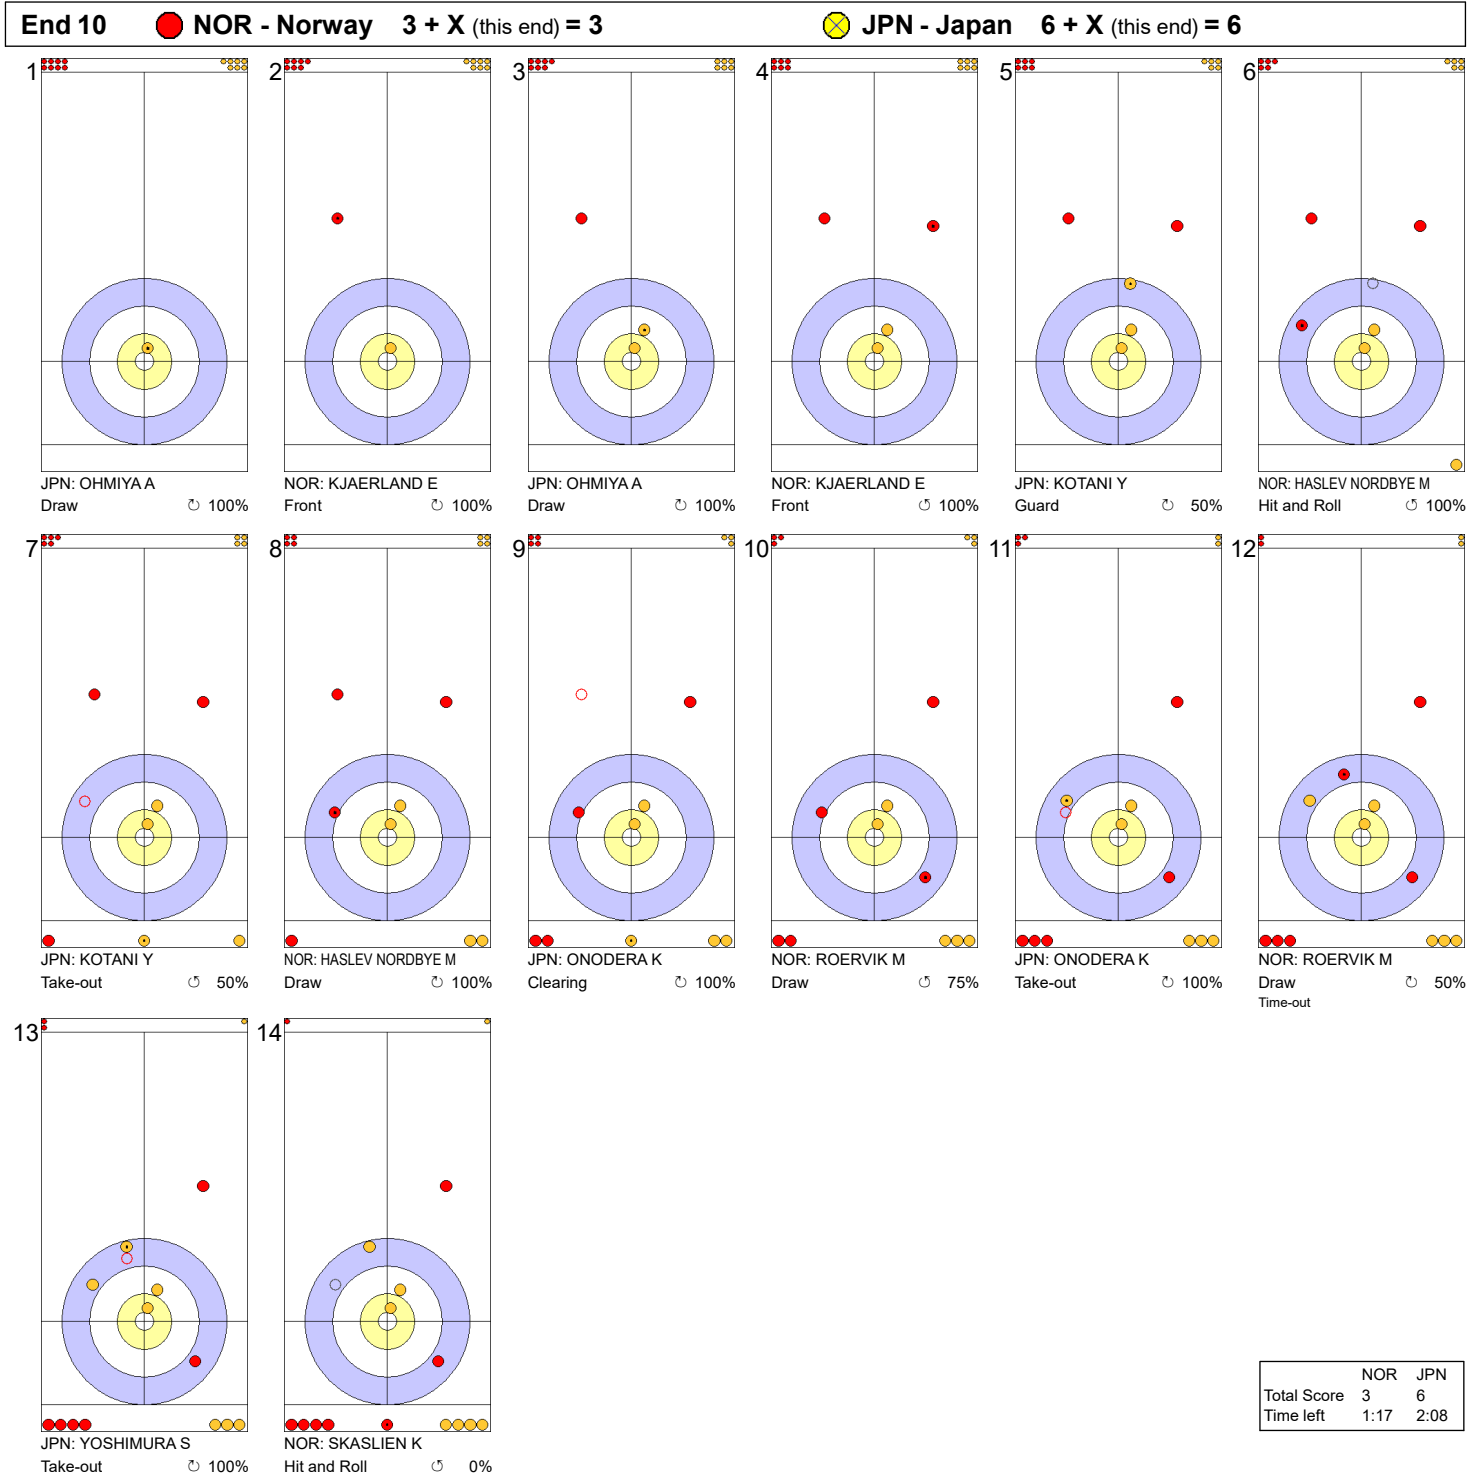 End 10 NOR - Norway 3 + X (this end) = 3 JPN - Japan 6 + X (this end) = 6
1 2 3 4 5 6
JPN: OHMIYA A NOR: KJAERLAND E JPN: OHMIYA A NOR: KJAERLAND E JPN: KOTANI Y NOR: HASLEV NORDBYE M
Draw ↻ 100% Front ↻ 100% Draw ↻ 100% Front ↺ 100% Guard ↻ 50% Hit and Roll ↺ 100%
7 8 9 10 11 12
JPN: KOTANI Y NOR: HASLEV NORDBYE M JPN: ONODERA K NOR: ROERVIK M JPN: ONODERA K NOR: ROERVIK M
Take-out ↺ 50% Draw ↻ 100% Clearing ↻ 100% Draw ↺ 75% Take-out ↻ 100% Draw ↻ 50%
Time-out
13 14
JPN: YOSHIMURA S NOR: SKASLIEN K
Take-out ↻ 100% Hit and Roll ↺ 0%
NOR JPN
Total Score 3 6
Time left 1:17 2:08